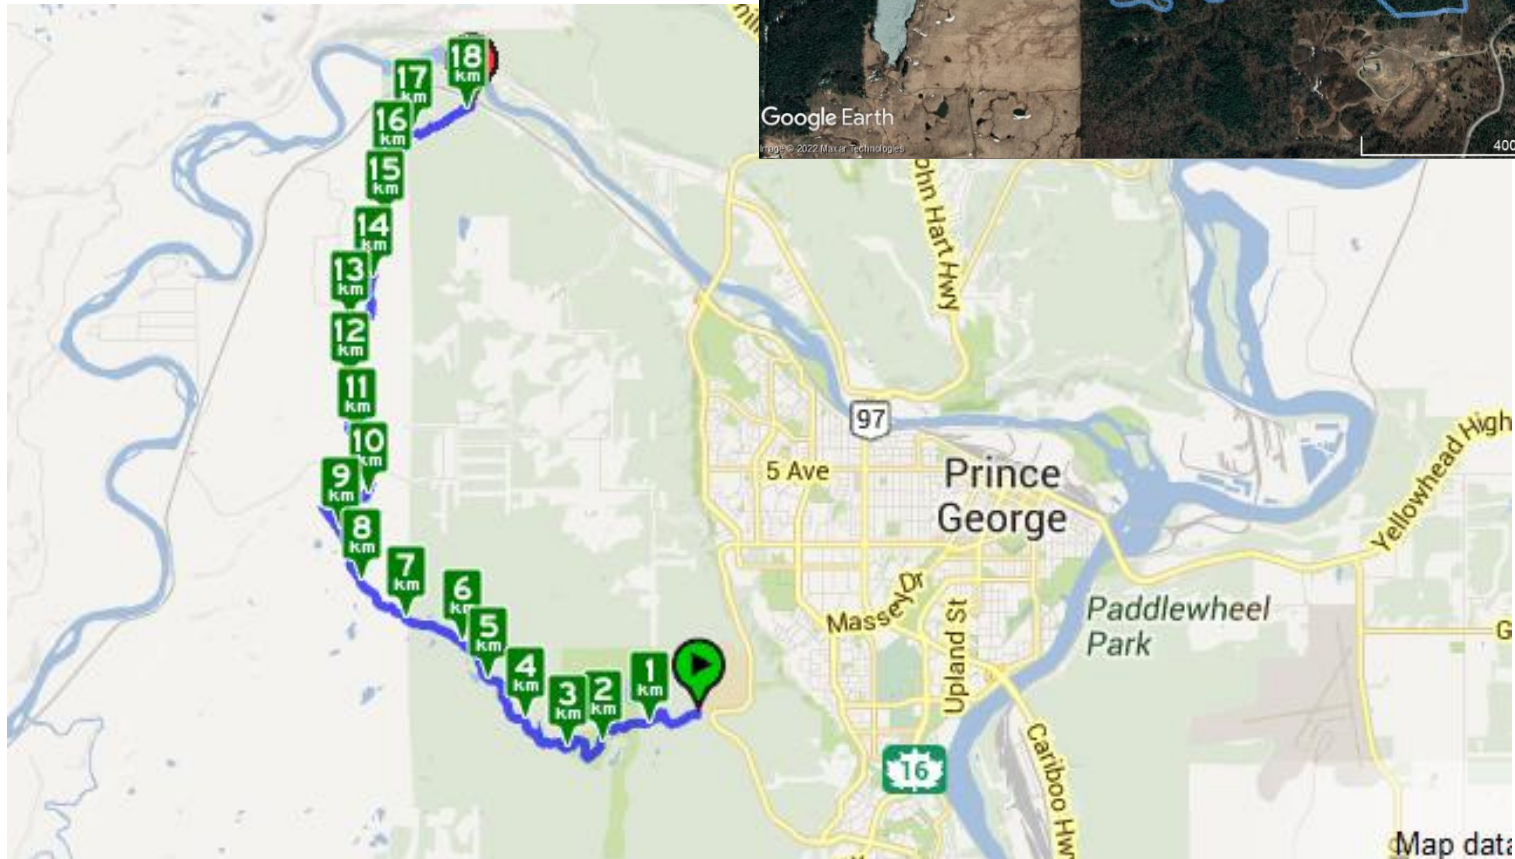 Google Earth
Image © 2022 Maxar Technologies
400
18
km
17
km
16
km
15
km
14
km
13
km
12
km
11
km
10
km
9
km
8
km
7
km
6
km
5
km
4
km
3
km
2
km
1
km
ohn Hart Hwy
97
5 Ave
Prince
George
Yellowhead High
Massey Dr
Upland St
Paddlewheel
Park
G
16
Cariboo Hw
Map data